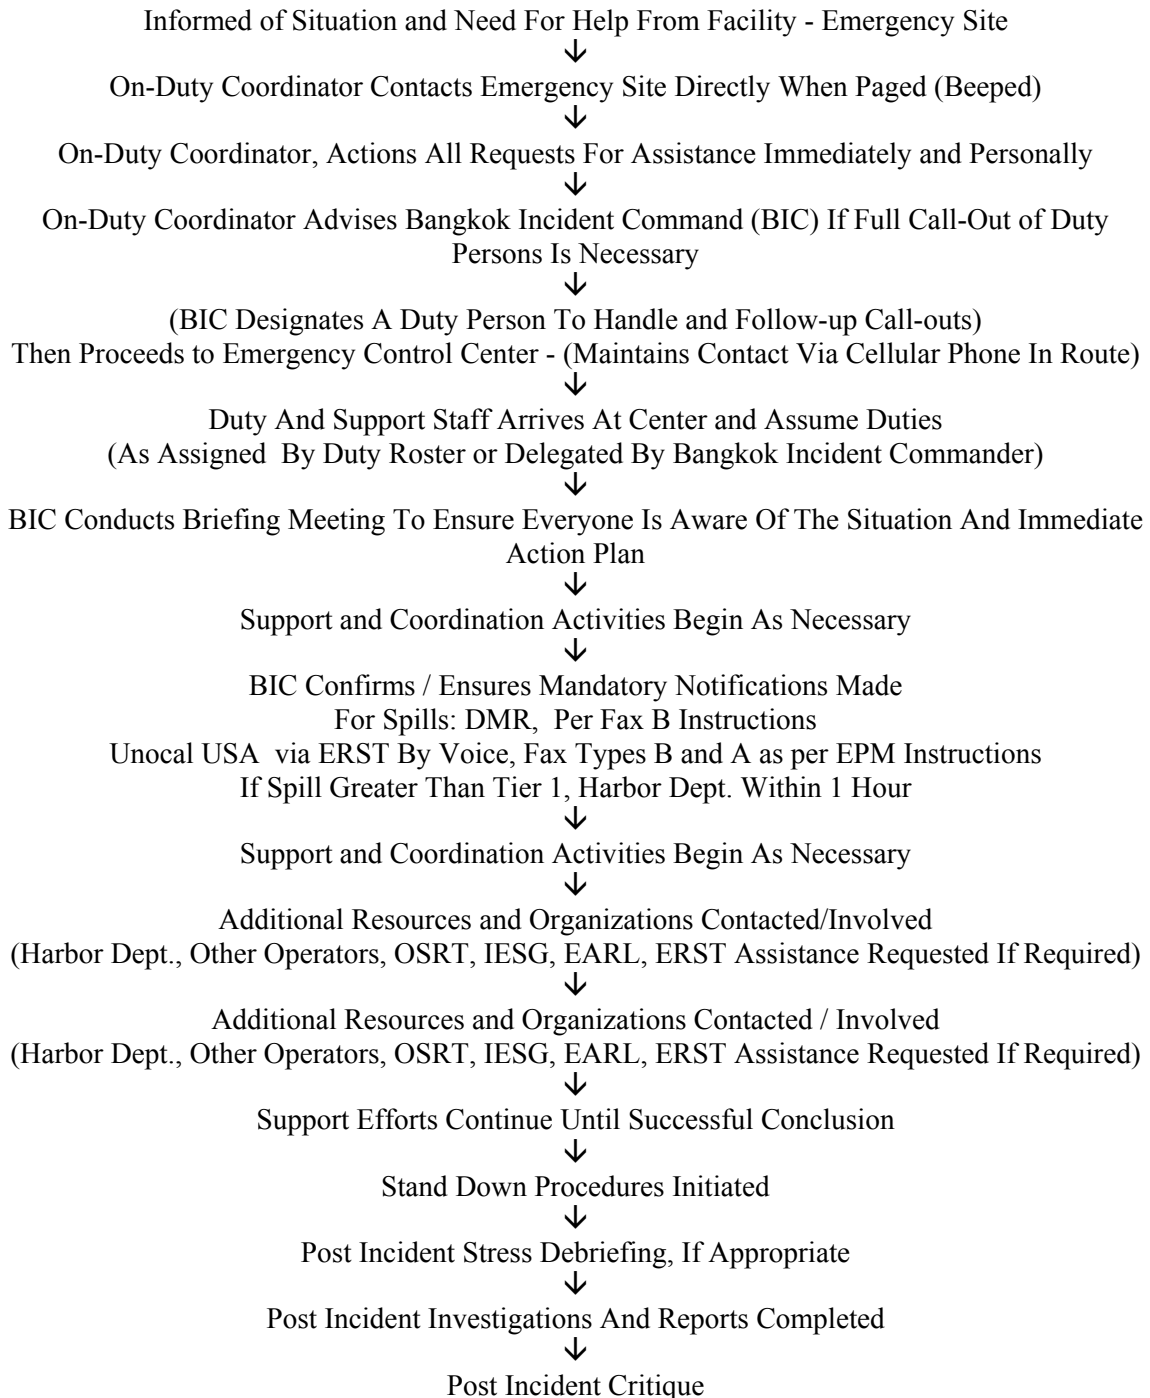 Informed of Situation and Need For Help From Facility - Emergency Site
↓
On-Duty Coordinator Contacts Emergency Site Directly When Paged (Beeped)
↓
On-Duty Coordinator, Actions All Requests For Assistance Immediately and Personally
↓
On-Duty Coordinator Advises Bangkok Incident Command (BIC) If Full Call-Out of Duty
Persons Is Necessary
↓
(BIC Designates A Duty Person To Handle and Follow-up Call-outs)
Then Proceeds to Emergency Control Center - (Maintains Contact Via Cellular Phone In Route)
↓
Duty And Support Staff Arrives At Center and Assume Duties
(As Assigned  By Duty Roster or Delegated By Bangkok Incident Commander)
↓
BIC Conducts Briefing Meeting To Ensure Everyone Is Aware Of The Situation And Immediate
Action Plan
↓
Support and Coordination Activities Begin As Necessary
↓
BIC Confirms / Ensures Mandatory Notifications Made
For Spills: DMR,  Per Fax B Instructions
Unocal USA  via ERST By Voice, Fax Types B and A as per EPM Instructions
If Spill Greater Than Tier 1, Harbor Dept. Within 1 Hour
↓
Support and Coordination Activities Begin As Necessary
↓
Additional Resources and Organizations Contacted/Involved
(Harbor Dept., Other Operators, OSRT, IESG, EARL, ERST Assistance Requested If Required)
↓
Additional Resources and Organizations Contacted / Involved
(Harbor Dept., Other Operators, OSRT, IESG, EARL, ERST Assistance Requested If Required)
↓
Support Efforts Continue Until Successful Conclusion
↓
Stand Down Procedures Initiated
↓
Post Incident Stress Debriefing, If Appropriate
↓
Post Incident Investigations And Reports Completed
↓
Post Incident Critique